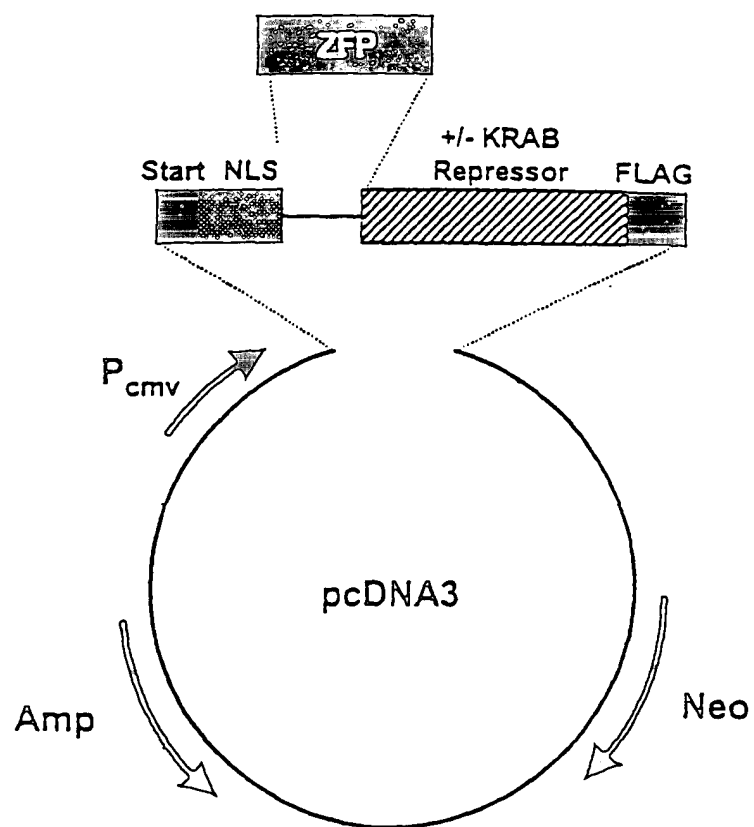 ZFP
+/- KRAB
Repressor
Start NLS
FLAG
Pcmv
pcDNA3
Amp
Neo